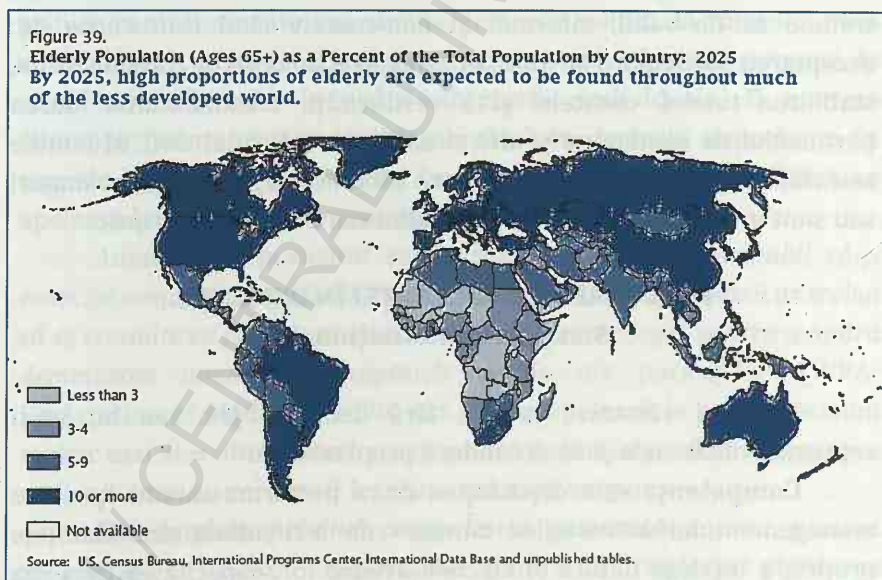 Figure 39.
Elderly Population (Ages 65+) as a Percent of the Total Population by Country: 2025
By 2025, high proportions of elderly are expected to be found throughout much
of the less developed world.
Less than 3
3-4
5-9
10 or more
Not available
Source: U.S. Census Bureau, International Programs Center, International Data Base and unpublished tables.
CENTRAL UNI